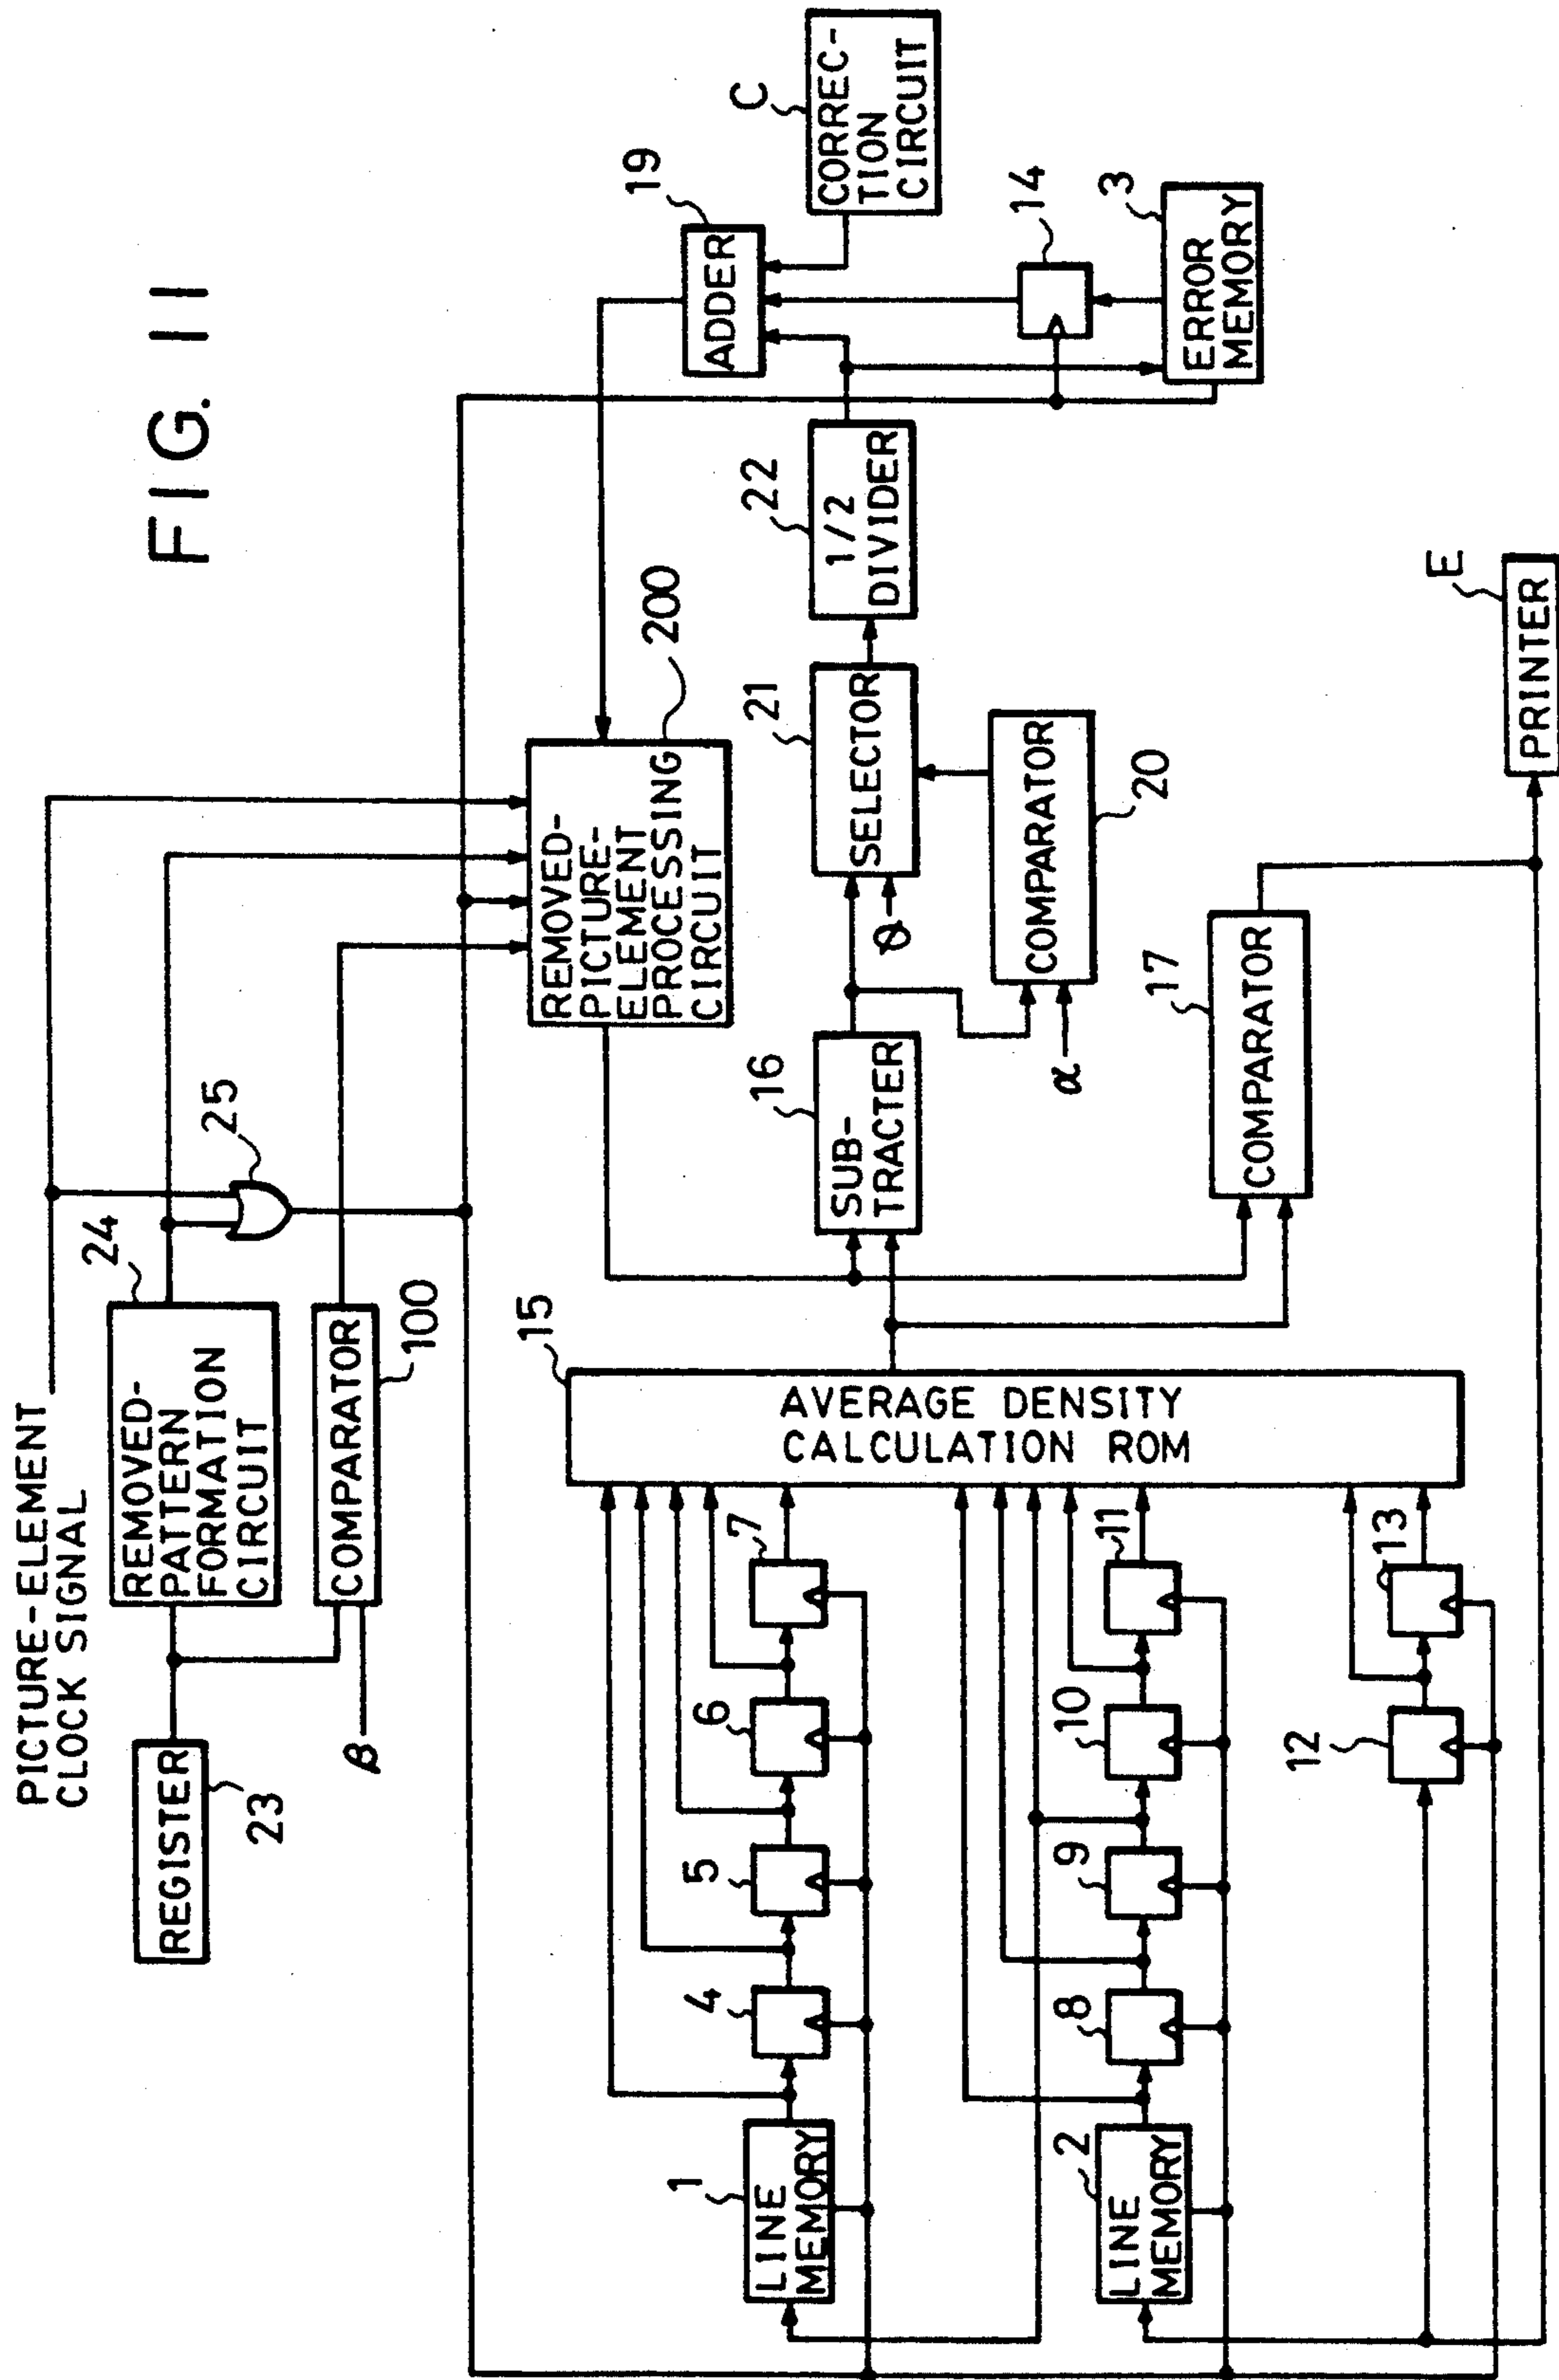 FIG. 11
PICTURE-ELEMENT
CLOCK SIGNAL
REGISTER
23
REMOVED-
PATTERN
FORMATION
CIRCUIT
24
25
β
COMPARATOR
100
REMOVED-
PICTURE-
ELEMENT
PROCESSING
CIRCUIT
200
ADDER
19
C
CORREC-
TION
CIRCUIT
14
ERROR
MEMORY
3
1/2
DIVIDER
22
SELECTOR
21
0
COMPARATOR
20
α
SUB-
TRACTER
16
COMPARATOR
17
PRINTER
E
15
AVERAGE DENSITY
CALCULATION ROM
LINE
MEMORY
1
4
5
6
7
LINE
MEMORY
2
8
9
10
11
12
13